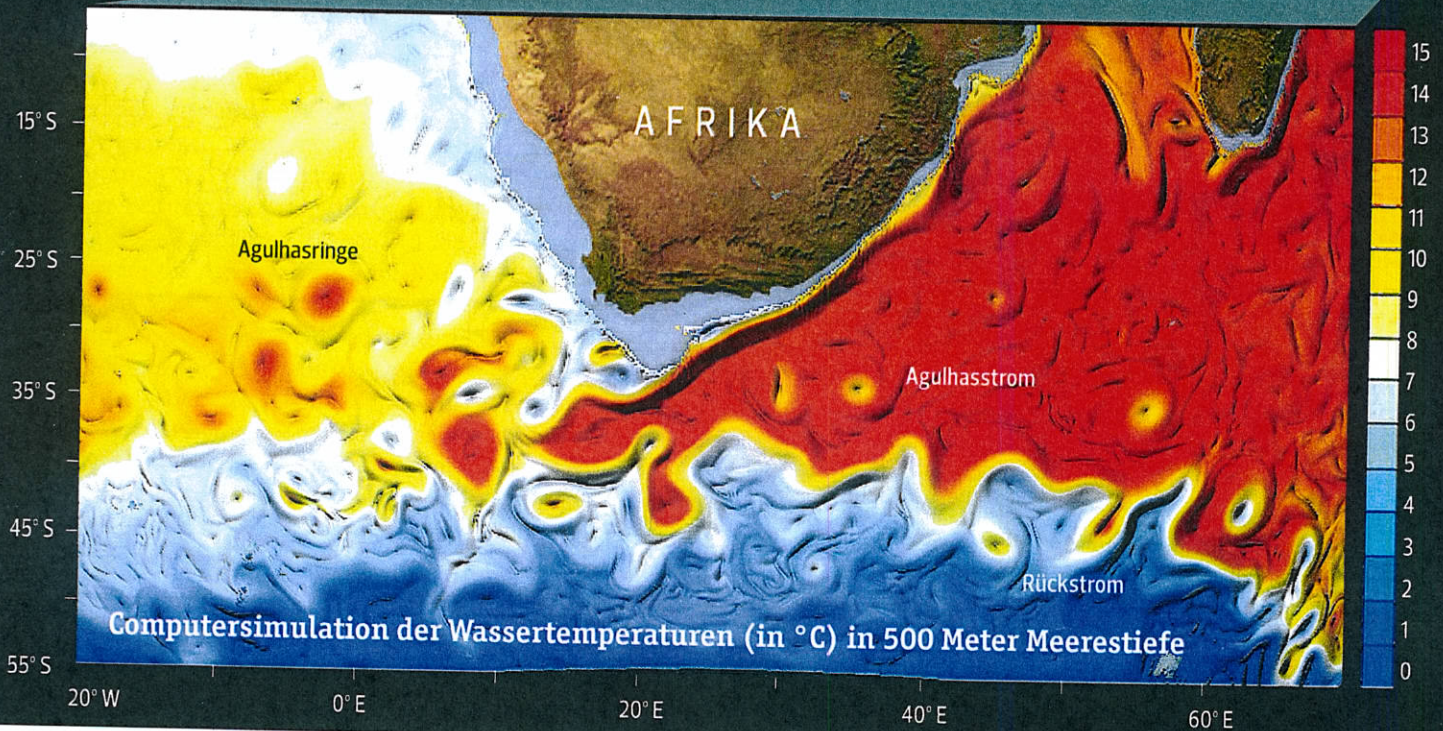 AFRIKA
15
14
13
12
11
10
9
8
7
6
5
4
3
2
1
0
15° S
25° S
35° S
45° S
55° S
Agulhasringe
Agulhasstrom
Rückstrom
Computersimulation der Wassertemperaturen (in °C) in 500 Meter Meerestiefe
20° W
0° E
20° E
40° E
60° E